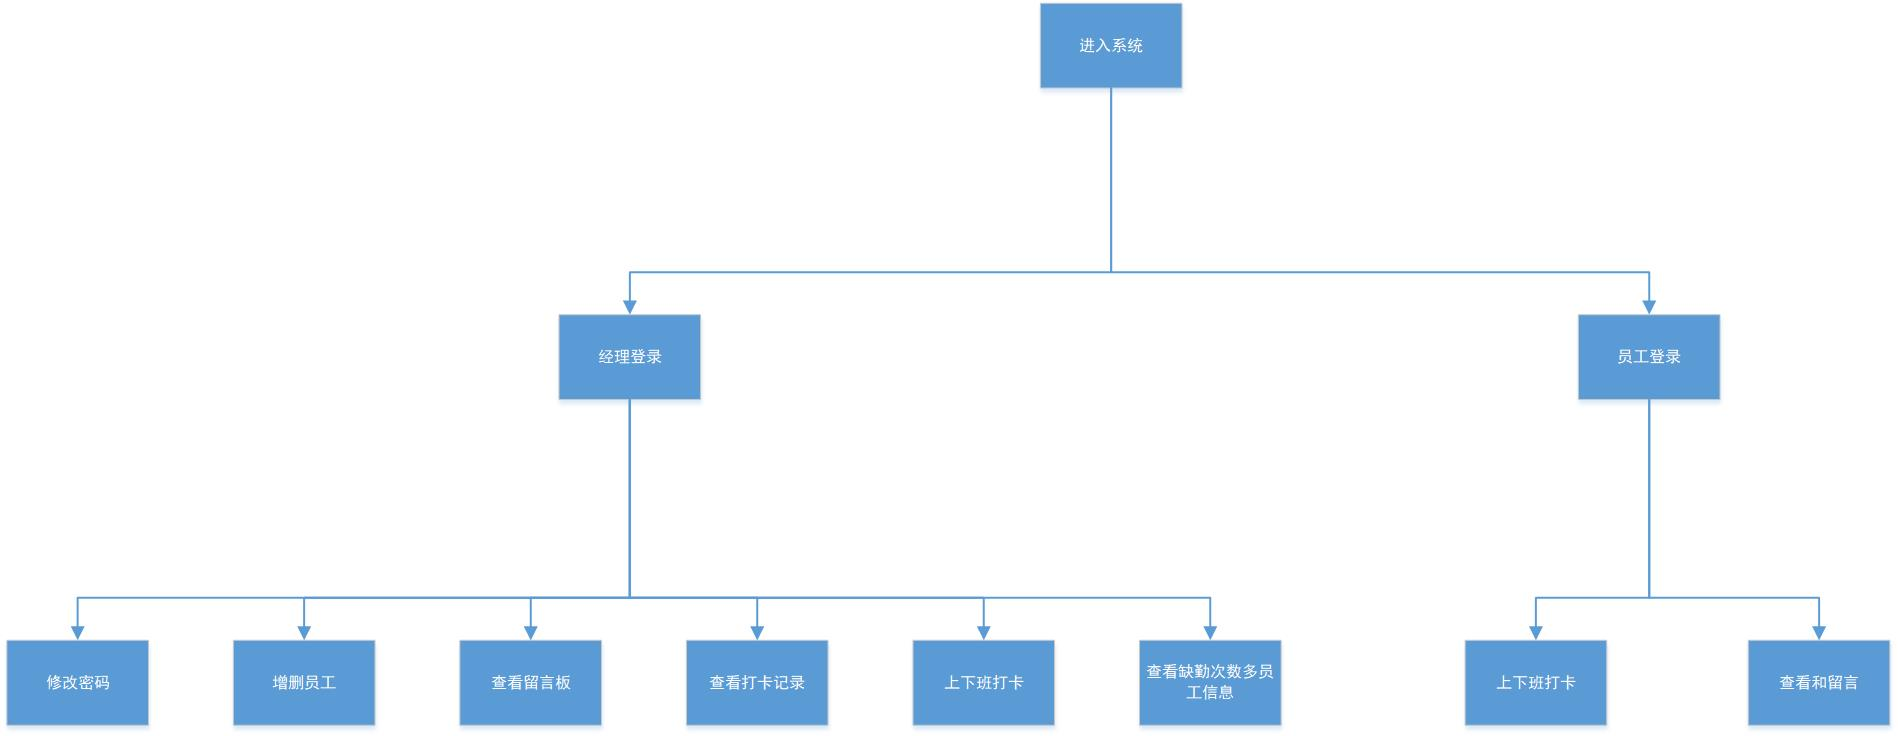 进入系统
经理登录
员工登录
修改密码
增删员工
查看留言板
查看打卡记录
上下班打卡
查看缺勤次数多员
工信息
上下班打卡
查看和留言